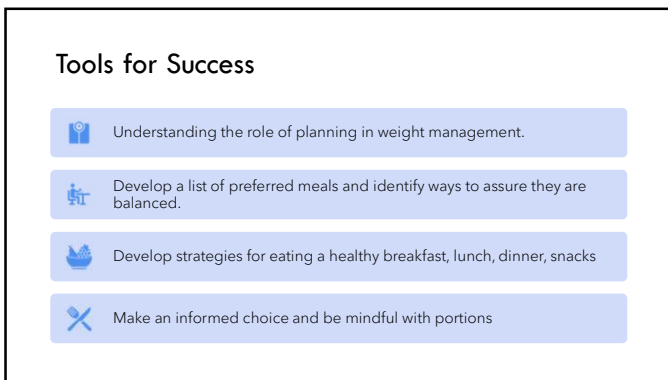 Tools for Success
Understanding the role of planning in weight management.
Develop a list of preferred meals and identify ways to assure they are
balanced.
Develop strategies for eating a healthy breakfast, lunch, dinner, snacks
Make an informed choice and be mindful with portions